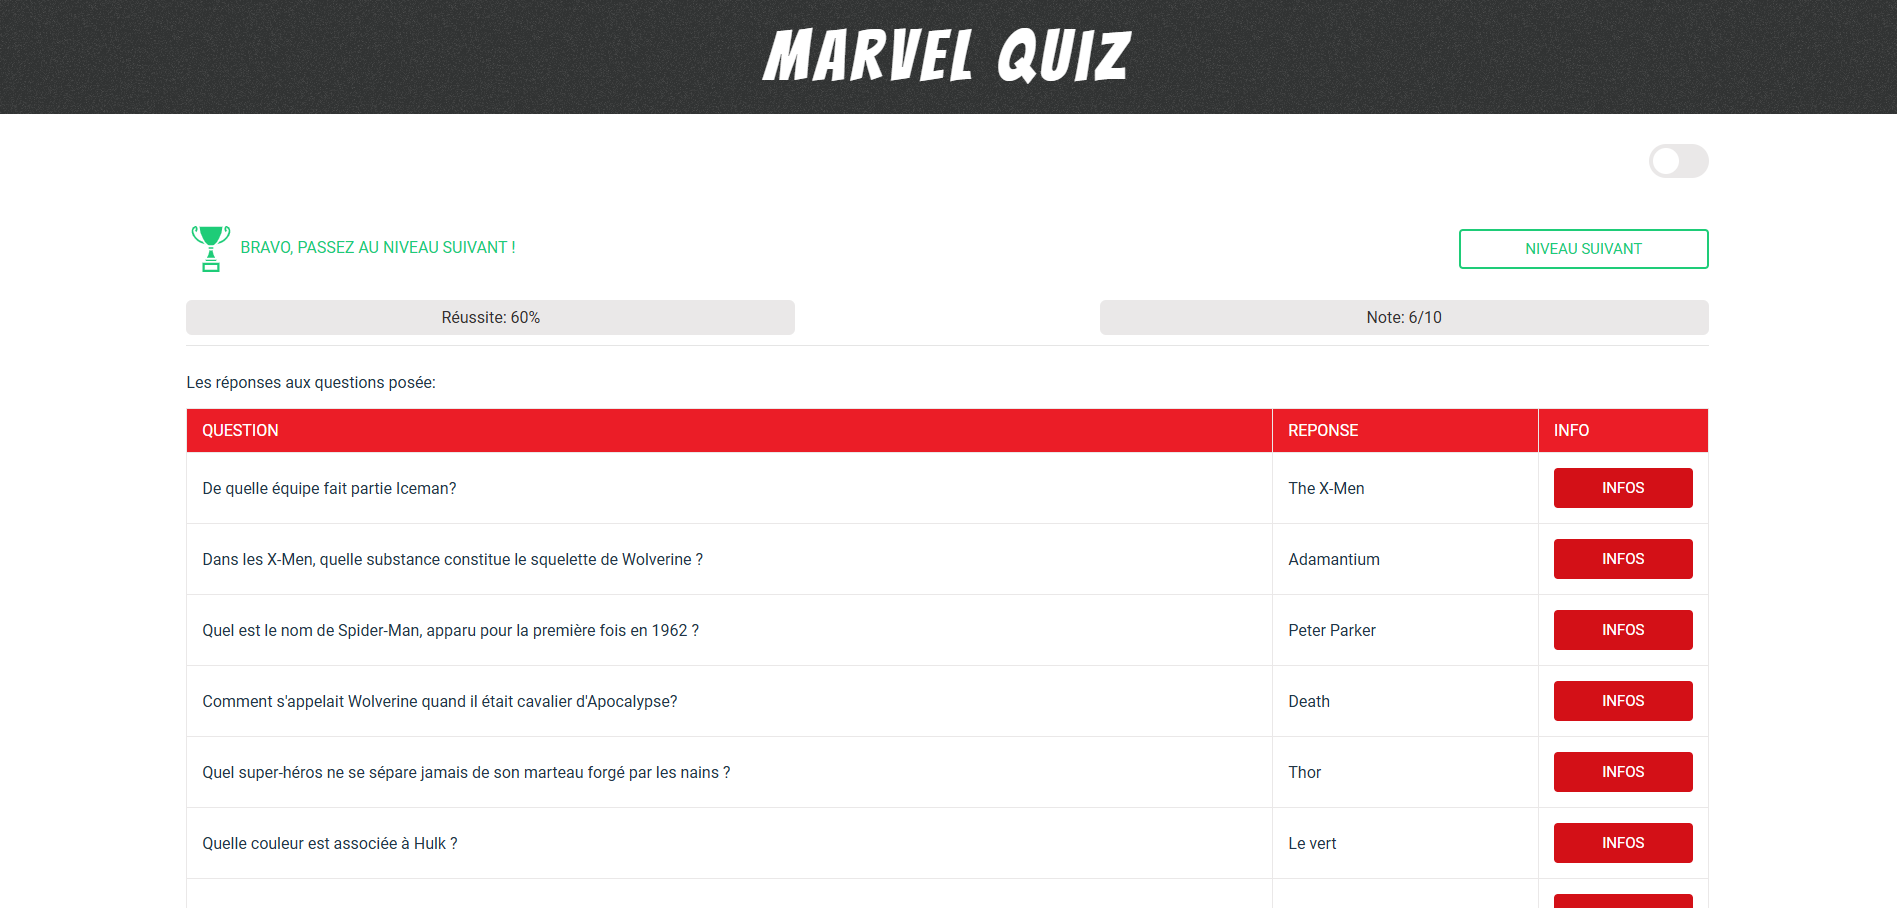 MARVEL QUIZ
BRAVO, PASSEZ AU NIVEAU SUIVANT !
NIVEAU SUIVANT
Réussite: 60%
Note: 6/10
Les réponses aux questions posée:
QUESTION REPONSE INFO
De quelle équipe fait partie Iceman? The X-Men INFOS
Dans les X-Men, quelle substance constitue le squelette de Wolverine ? Adamantium INFOS
Quel est le nom de Spider-Man, apparu pour la première fois en 1962 ? Peter Parker INFOS
Comment s'appelait Wolverine quand il était cavalier d'Apocalypse? Death INFOS
Quel super-héros ne se sépare jamais de son marteau forgé par les nains ? Thor INFOS
Quelle couleur est associée à Hulk ? Le vert INFOS